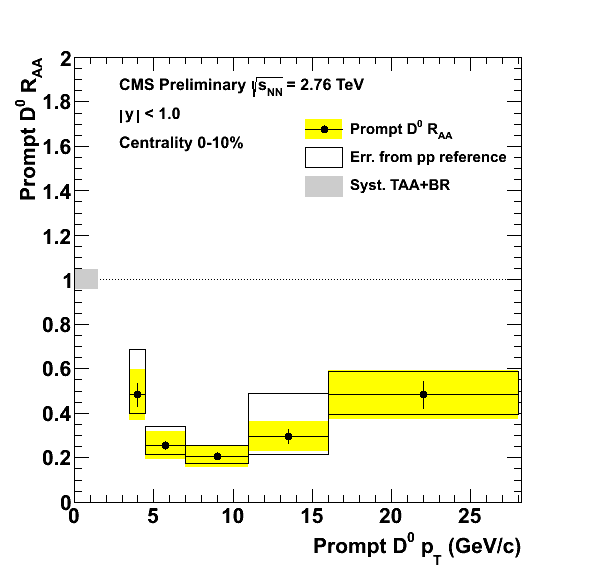 CMS Preliminary √sNN = 2.76 TeV
|y| < 1.0
Centrality 0-10%
Prompt D0 RAA
Err. from pp reference
Syst. TAA+BR
Prompt D0 RAA
2
1.8
1.6
1.4
1.2
1
0.8
0.6
0.4
0.2
0
0 5 10 15 20 25
Prompt D0 pT (GeV/c)